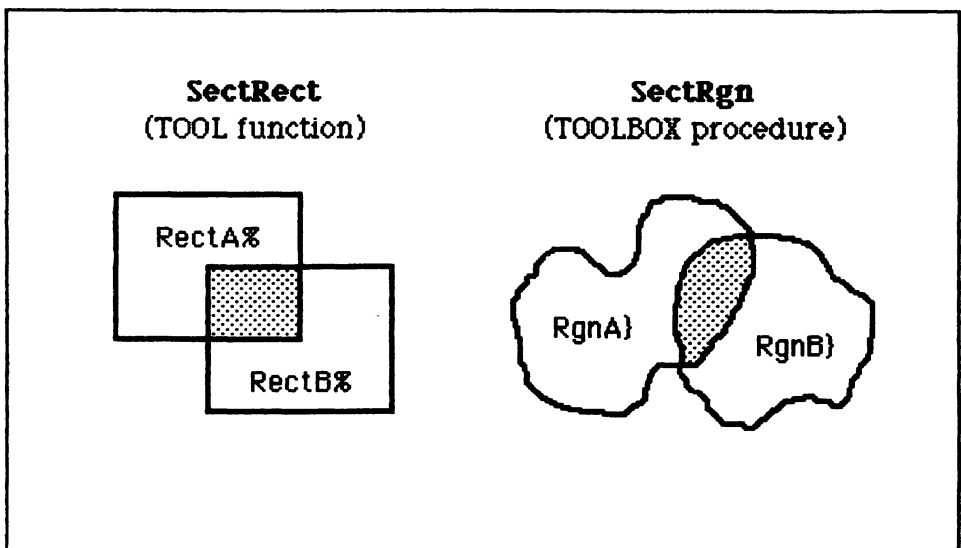 SectRect
(TOOL function)
RectA%
RectB%
SectRgn
(TOOLBOX procedure)
RgnA}
RgnB}